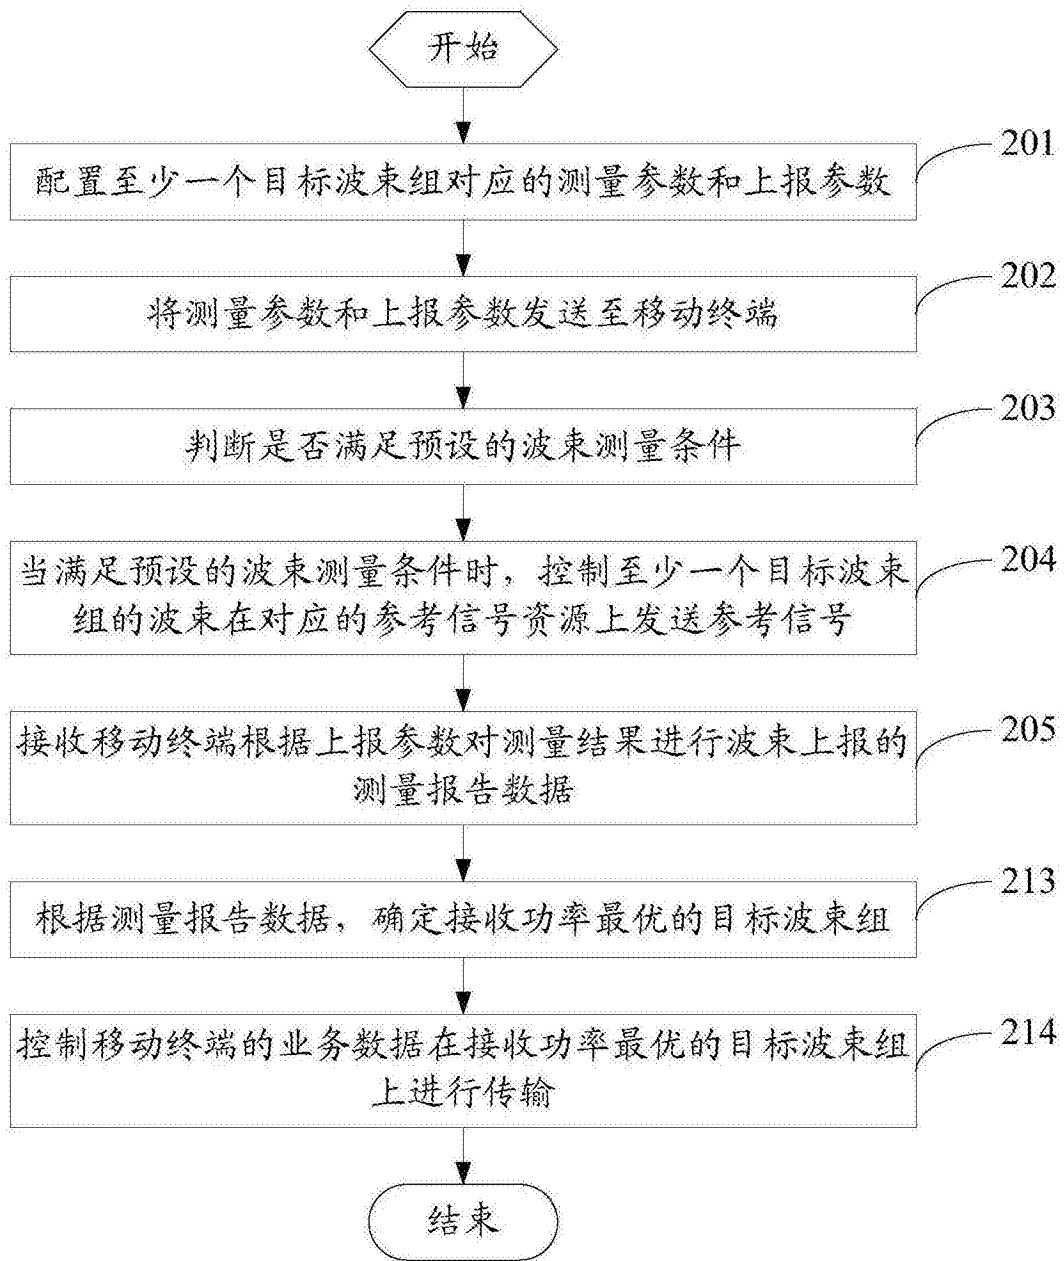 开始
201
配置至少一个目标波束组对应的测量参数和上报参数
202
将测量参数和上报参数发送至移动终端
203
判断是否满足预设的波束测量条件
204
当满足预设的波束测量条件时，控制至少一个目标波束
组的波束在对应的参考信号资源上发送参考信号
205
接收移动终端根据上报参数对测量结果进行波束上报的
测量报告数据
213
根据测量报告数据，确定接收功率最优的目标波束组
214
控制移动终端的业务数据在接收功率最优的目标波束组
上进行传输
结束